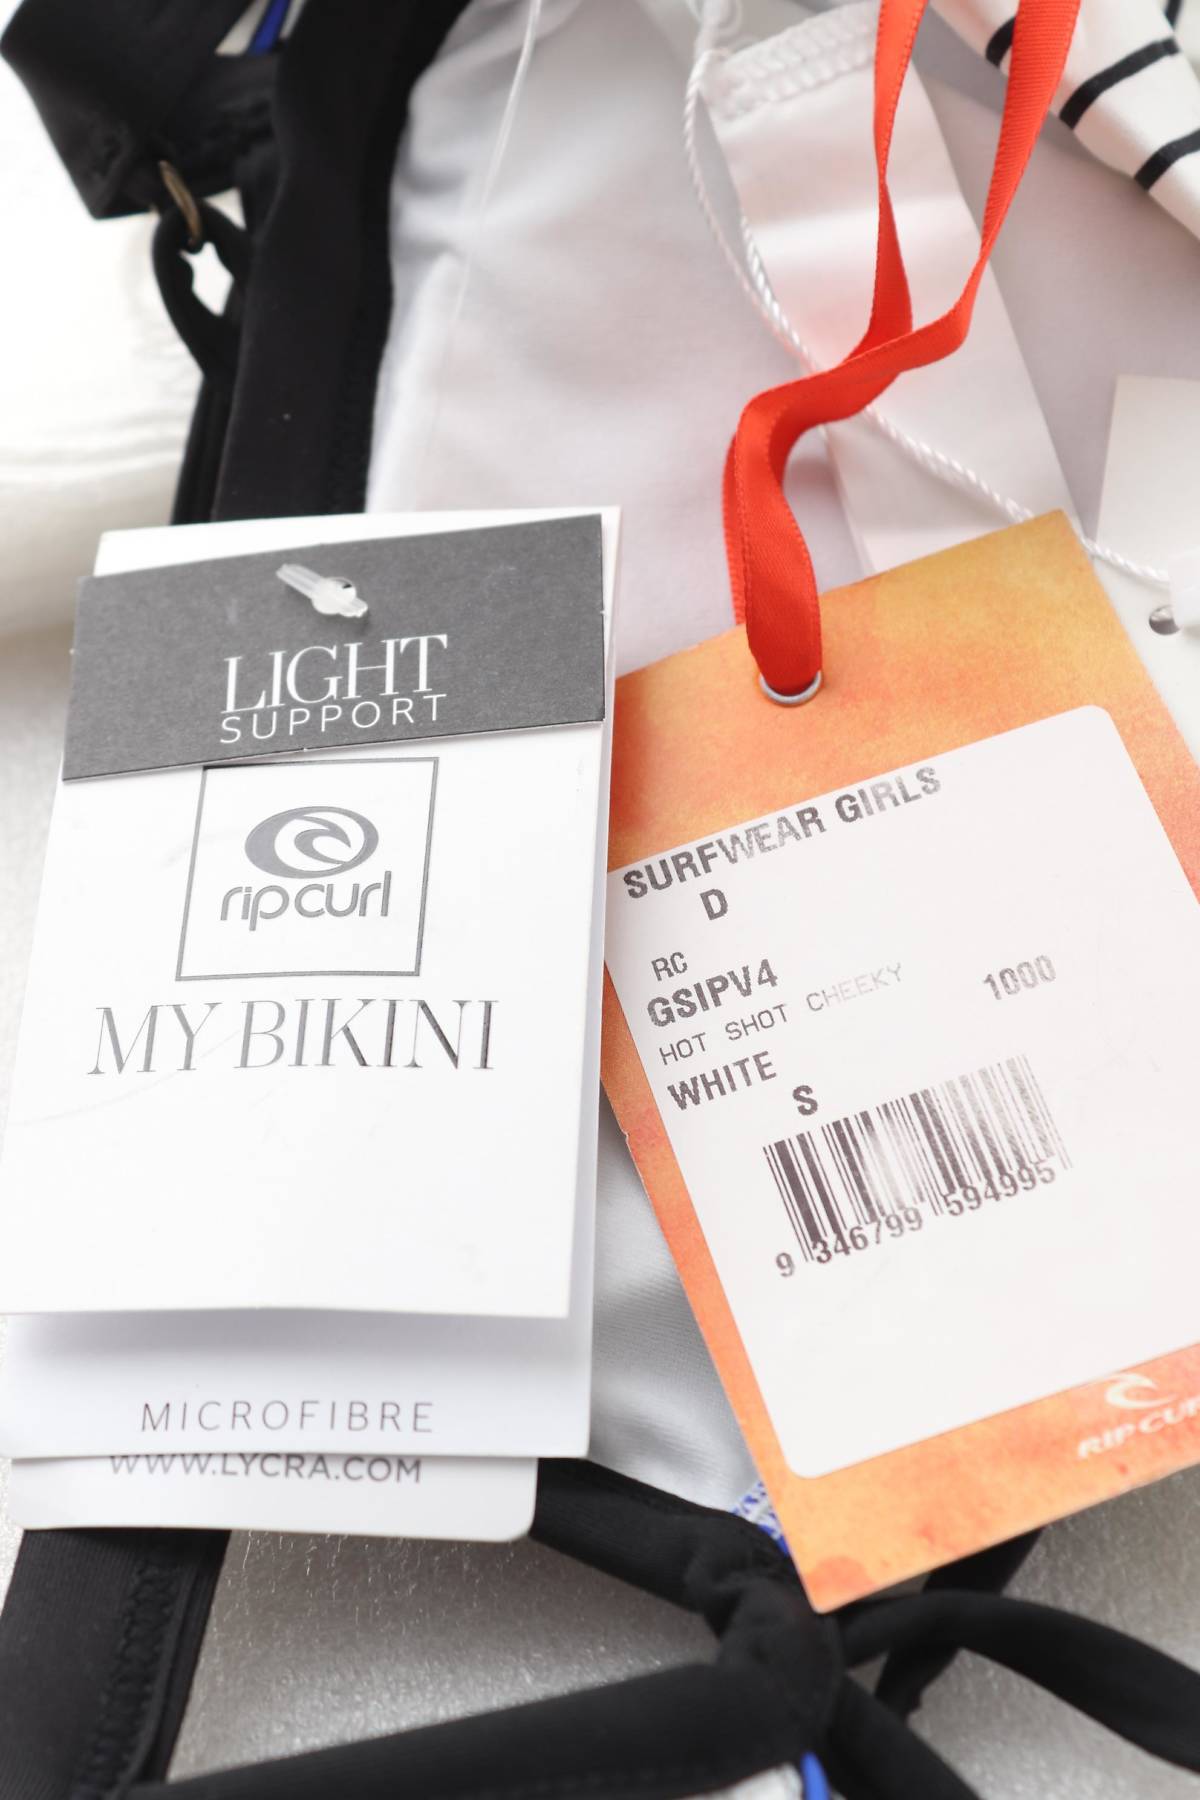 LIGHT
SUPPORT
rip curl
MY BIKINI
MICROFIBRE
WWW.LYCRA.COM
SURFWEAR GIRLS
D
RC
GSIPV4
HOT SHOT CHEEKY 1000
WHITE
S
9 346799 594995
RIP CUR